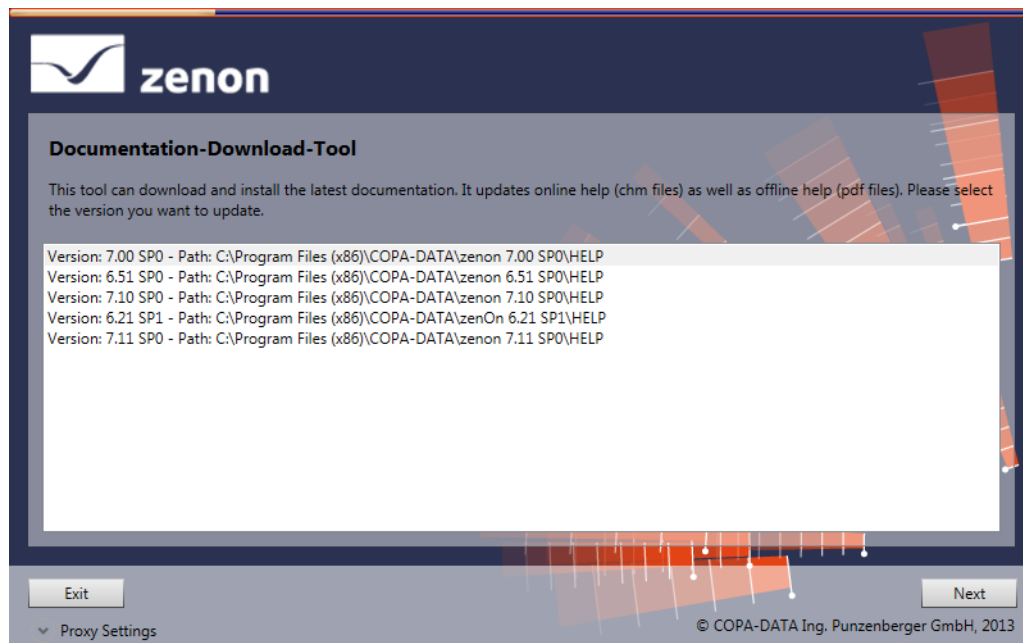 zenon
Documentation-Download-Tool
This tool can download and install the latest documentation. It updates online help (chm files) as well as offline help (pdf files). Please select
the version you want to update.
Version: 7.00 SP0 - Path: C:\Program Files (x86)\COPA-DATA\zenon 7.00 SP0\HELP
Version: 6.51 SP0 - Path: C:\Program Files (x86)\COPA-DATA\zenon 6.51 SP0\HELP
Version: 7.10 SP0 - Path: C:\Program Files (x86)\COPA-DATA\zenon 7.10 SP0\HELP
Version: 6.21 SP1 - Path: C:\Program Files (x86)\COPA-DATA\zenOn 6.21 SP1\HELP
Version: 7.11 SP0 - Path: C:\Program Files (x86)\COPA-DATA\zenon 7.11 SP0\HELP
Exit
Next
Proxy Settings
© COPA-DATA Ing. Punzenberger GmbH, 2013